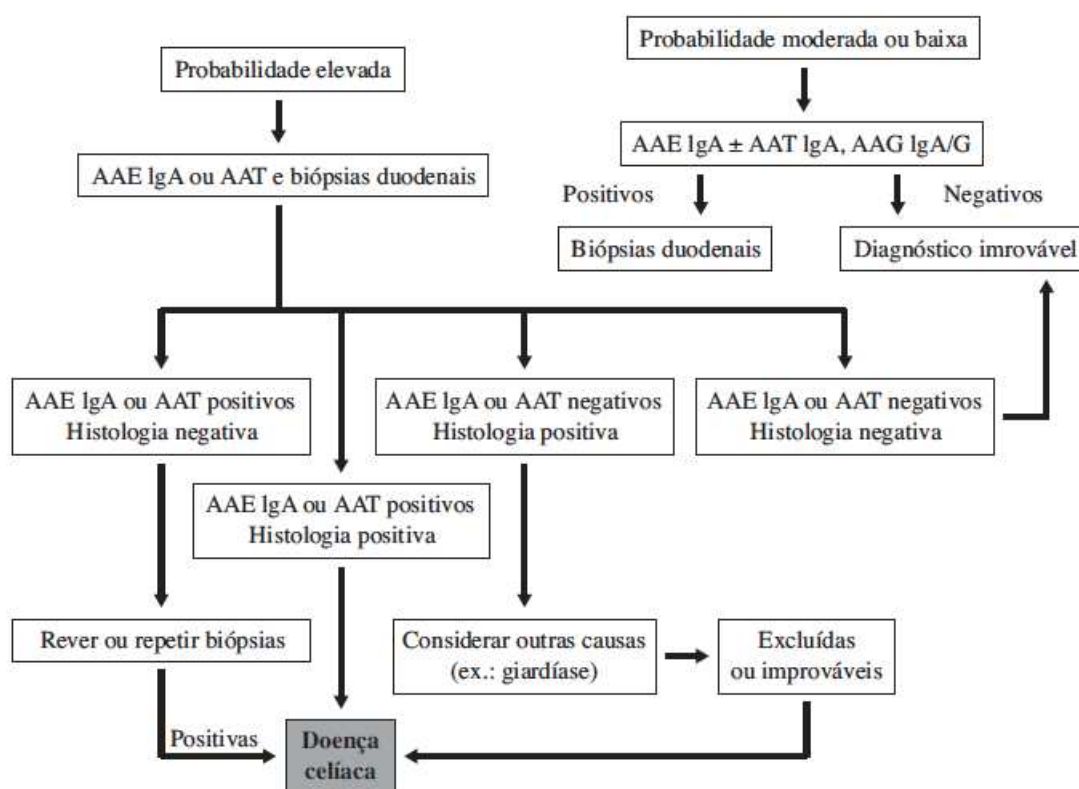 Probabilidade elevada
Probabilidade moderada ou baixa
AAE lgA ou AAT e biópsias duodenais
AAE lgA ± AAT lgA, AAG lgA/G
Positivos
Negativos
Biópsias duodenais
Diagnóstico imrovável
AAE lgA ou AAT positivos
Histologia negativa
AAE lgA ou AAT positivos
Histologia positiva
AAE lgA ou AAT negativos
Histologia positiva
AAE lgA ou AAT negativos
Histologia negativa
Rever ou repetir biópsias
Considerar outras causas
(ex.: giardíase)
Excluídas
ou improváveis
Positivas
Doença
celíaca